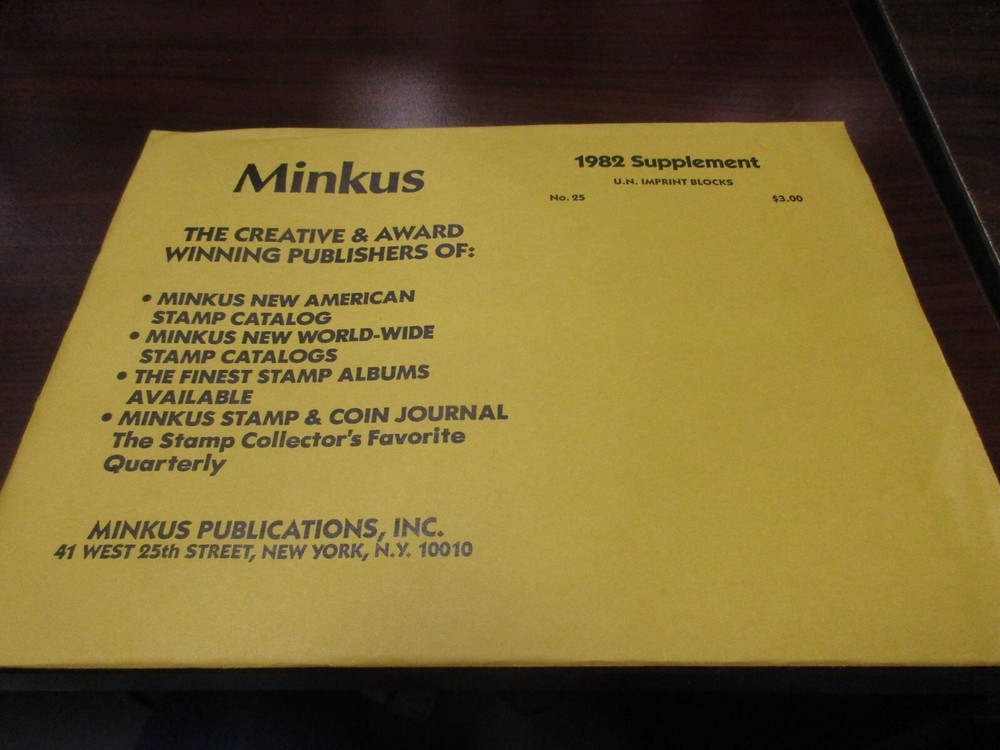 Minkus
THE CREATIVE & AWARD
WINNING PUBLISHERS OF:
• MINKUS NEW AMERICAN
STAMP CATALOG
• MINKUS NEW WORLD-WIDE
STAMP CATALOGS
• THE FINEST STAMP ALBUMS
AVAILABLE
• MINKUS STAMP & COIN JOURNAL
The Stamp Collector's Favorite
Quarterly
MINKUS PUBLICATIONS, INC.
41 WEST 25th STREET, NEW YORK, N.Y. 10010
1982 Supplement
U.N. IMPRINT BLOCKS
No. 25 $3.00